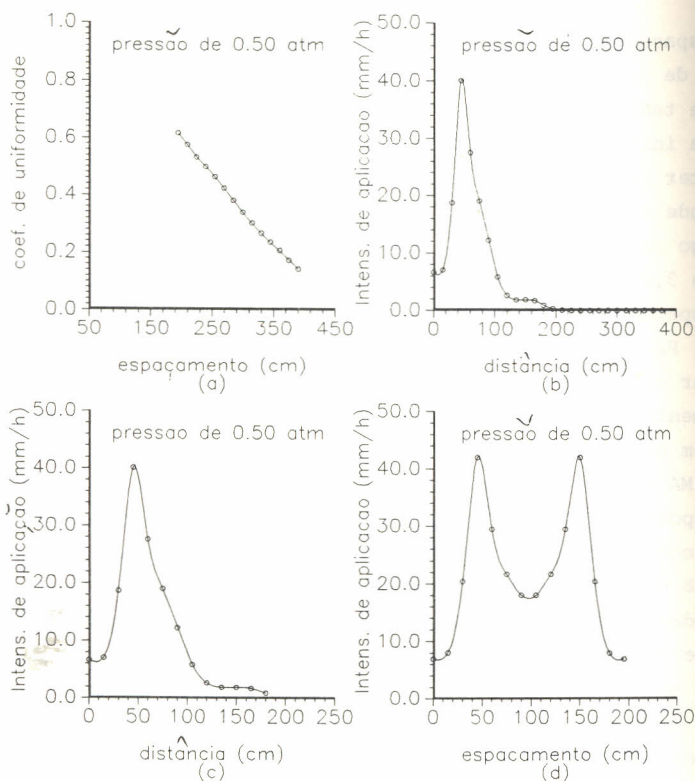 pressão de 0.50 atm
coef. de uniformidade
1.0
0.8
0.6
0.4
0.2
0.0
50
150
250
350
450
espaçamento (cm)
(a)
pressão de 0.50 atm
Intens. de aplicacao (mm/h)
50.0
40.0
30.0
20.0
10.0
0.0
0
100
200
300
400
distância (cm)
(b)
pressao de 0.50 atm
Intens. de aplicação (mm/h)
50.0
40.0
30.0
20.0
10.0
0.0
0
50
100
150
200
250
distância (cm)
(c)
pressão de 0.50 atm
Intens. de aplicacao (mm/h)
50.0
40.0
30.0
20.0
10.0
0.0
0
50
100
150
200
250
espacamento (cm)
(d)